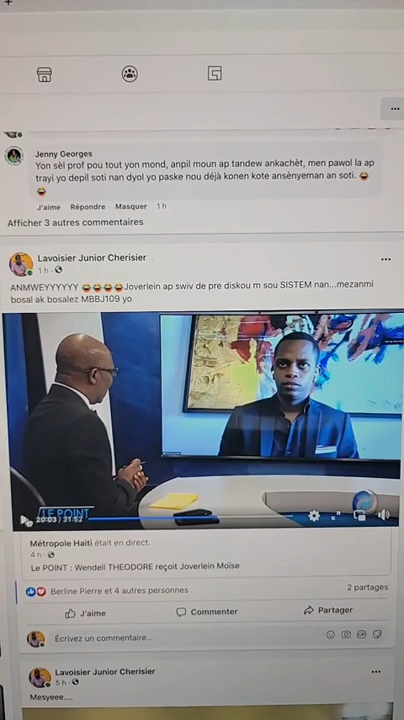 Jenny Georges
Yon sèl prof pou tout yon mond, anpil moun ap tandew ankachèt, men pawol la ap
trayi yo depil soti nan dyol yo paske nou déjà konen kote ansènyeman an soti. 😂
😂
J'aime Répondre Masquer 1 h
Afficher 3 autres commentaires
Lavoisier Junior Cherisier
1 h
ANMWEYYYYYY 😂😂😂😂Joverlein ap swiv de pre diskou m sou SISTEM nan...mezanmi
bosal ak bosalez MBBJ109 yo
LE POINT
20:03 / 31:52
Métropole Haiti était en direct.
4 h
Le POINT : Wendell THEODORE reçoit Joverlein Moïse
Berline Pierre et 4 autres personnes
2 partages
J'aime Commenter Partager
Écrivez un commentaire...
Lavoisier Junior Cherisier
5 h
Mesyeee....